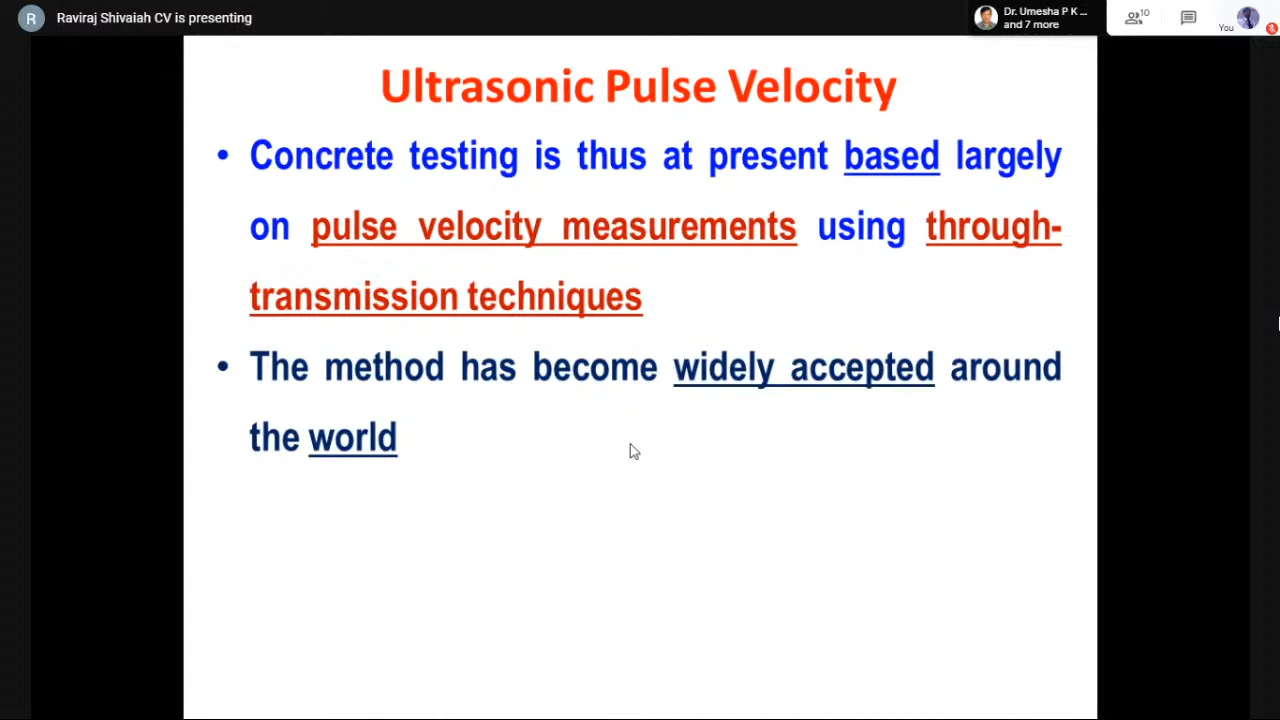 R
Raviraj Shivaiah CV is presenting
Dr. Umesha P K ...
and 7 more
10
You
Ultrasonic Pulse Velocity
• Concrete testing is thus at present based largely
on pulse velocity measurements using through-
transmission techniques
• The method has become widely accepted around
the world